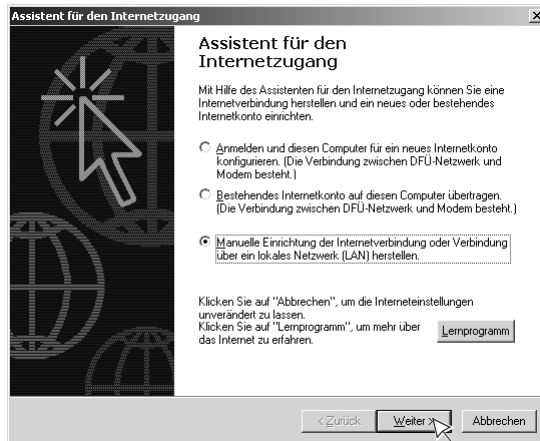 Assistent für den Internetzugang
Assistent für den
Internetzugang
Mit Hilfe des Assistenten für den Internetzugang können Sie eine
Internetverbindung herstellen und ein neues oder bestehendes
Internetkonto einrichten.
Anmelden und diesen Computer für ein neues Internetkonto
konfigurieren. (Die Verbindung zwischen DFÜ-Netzwerk und
Modem besteht.)
Bestehendes Internetkonto auf diesen Computer übertragen.
(Die Verbindung zwischen DFÜ-Netzwerk und Modem besteht.)
Manuelle Einrichtung der Internetverbindung oder Verbindung
über ein lokales Netzwerk (LAN) herstellen.
Klicken Sie auf "Abbrechen", um die Interneteinstellungen
unverändert zu lassen.
Klicken Sie auf "Lernprogramm", um mehr über
das Internet zu erfahren.
Lernprogramm
< Zurück
Weiter >
Abbrechen